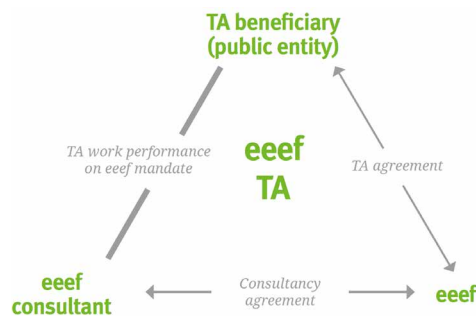 TA beneficiary
(public entity)
TA work performance
on eeef mandate
eeef
TA
TA agreement
eeef
consultant
Consultancy
agreement
eeef